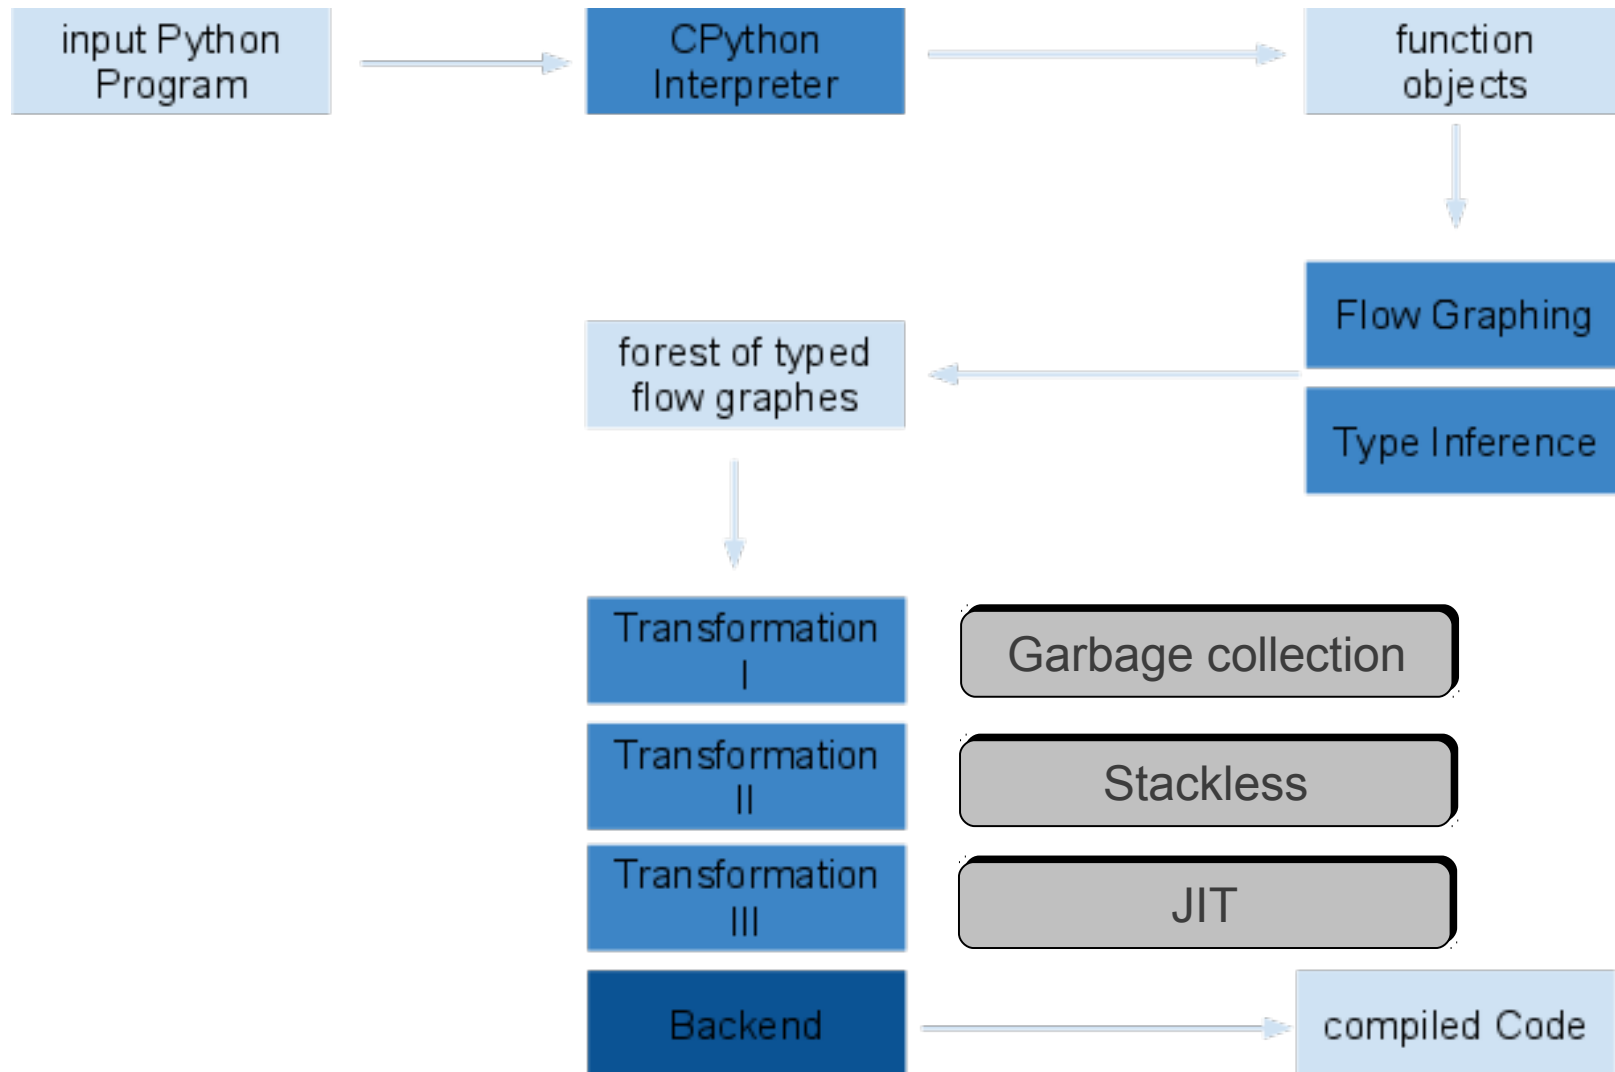 input Python
Program
CPython
Interpreter
function
objects
Flow Graphing
forest of typed
flow graphes
Type Inference
Transformation
I
Garbage collection
Transformation
II
Stackless
Transformation
III
JIT
Backend
compiled Code